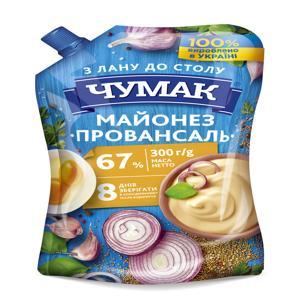 100%
вироблено
в УКРАЇНІ
З ЛАНУ ДО СТОЛУ
ЧУМАК
МАЙОНЕЗ
•ПРОВАНСАЛЬ•
67%
300 г/g
МАСА
НЕТТО
8 ДНІВ
ЗБЕРІГАТИ